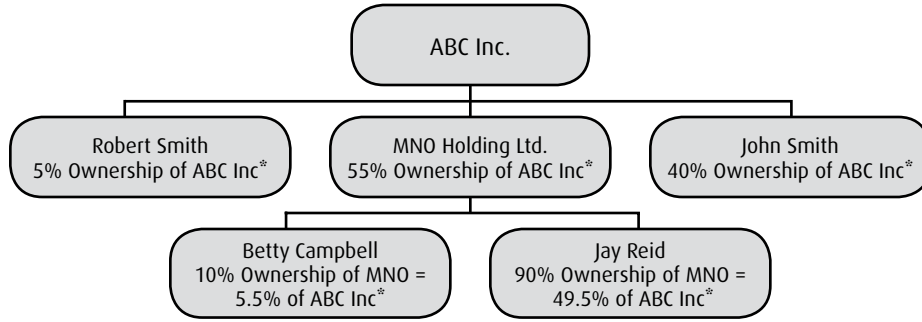 ABC Inc.
Robert Smith
5% Ownership of ABC Inc*
MNO Holding Ltd.
55% Ownership of ABC Inc*
John Smith
40% Ownership of ABC Inc*
Betty Campbell
10% Ownership of MNO =
5.5% of ABC Inc*
Jay Reid
90% Ownership of MNO =
49.5% of ABC Inc*